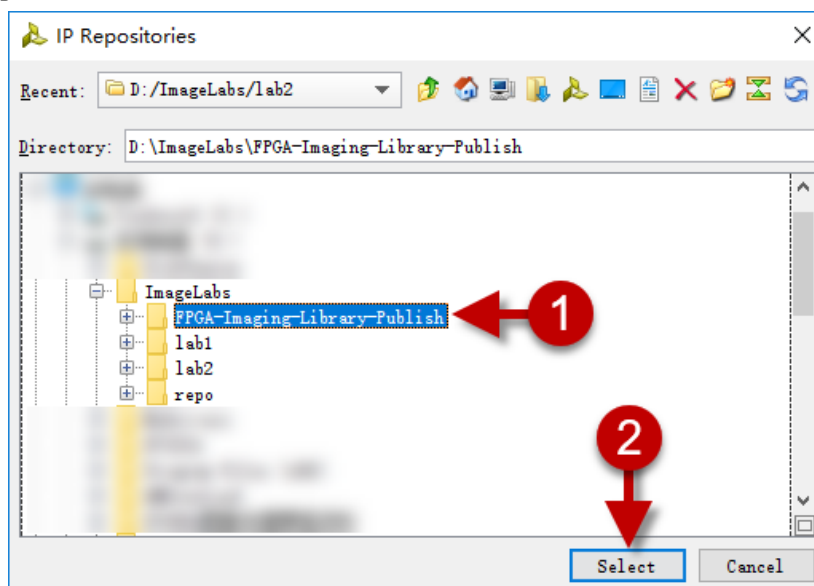 IP Repositories
Recent: D:/ImageLabs/lab2
Directory: D:\ImageLabs\FPGA-Imaging-Library-Publish
ImageLabs
FPGA-Imaging-Library-Publish
1
lab1
lab2
repo
2
Select Cancel